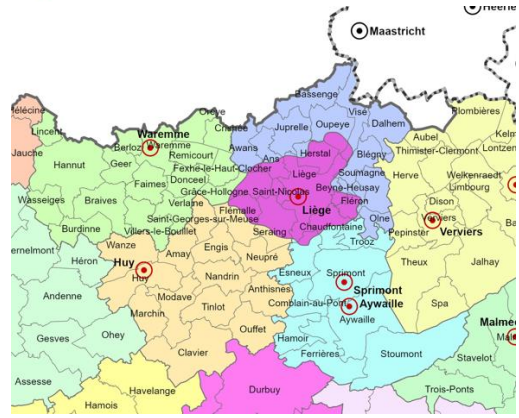 Maastricht
Bassenge
Visé
Plombières
Oreye
Juprelle
Oupeye
Dalhem
Lincent
Waremme
Crisnée
Aubel
Berloz
Waremme
Awans
Thimister-Clermont
Jauche
Remicourt
Ans
Herstal
Blégny
Hannut
Geer
Fexhe-le-Haut-Clocher
Liège
Soumagne
Herve
Welkenraedt
Donceel
Limbourg
Faimes
Grâce-Hollogne
Saint-Nicolas
Beyne-Heusay
Wasseiges
Braives
Verlaine
Fléron
Dison
Flémalle
Liège
Verviers
Saint-Georges-sur-Meuse
Olne
Burdinne
Villers-le-Bouillet
Seraing
Chaudfontaine
Pepinster
Verviers
Wanze
Engis
Trooz
Amay
Neupré
Héron
Huy
Esneux
Theux
Jalhay
Huy
Nandrin
Sprimont
Andenne
Anthisnes
Sprimont
Modave
Comblain-au-Pont
Aywaille
Spa
Marchin
Tinlot
Aywaille
Ouffet
Gesves
Ohey
Hamoir
Clavier
Ferrières
Stoumont
Stavelot
Assesse
Havelange
Durbuy
Trois-Ponts
Hamois